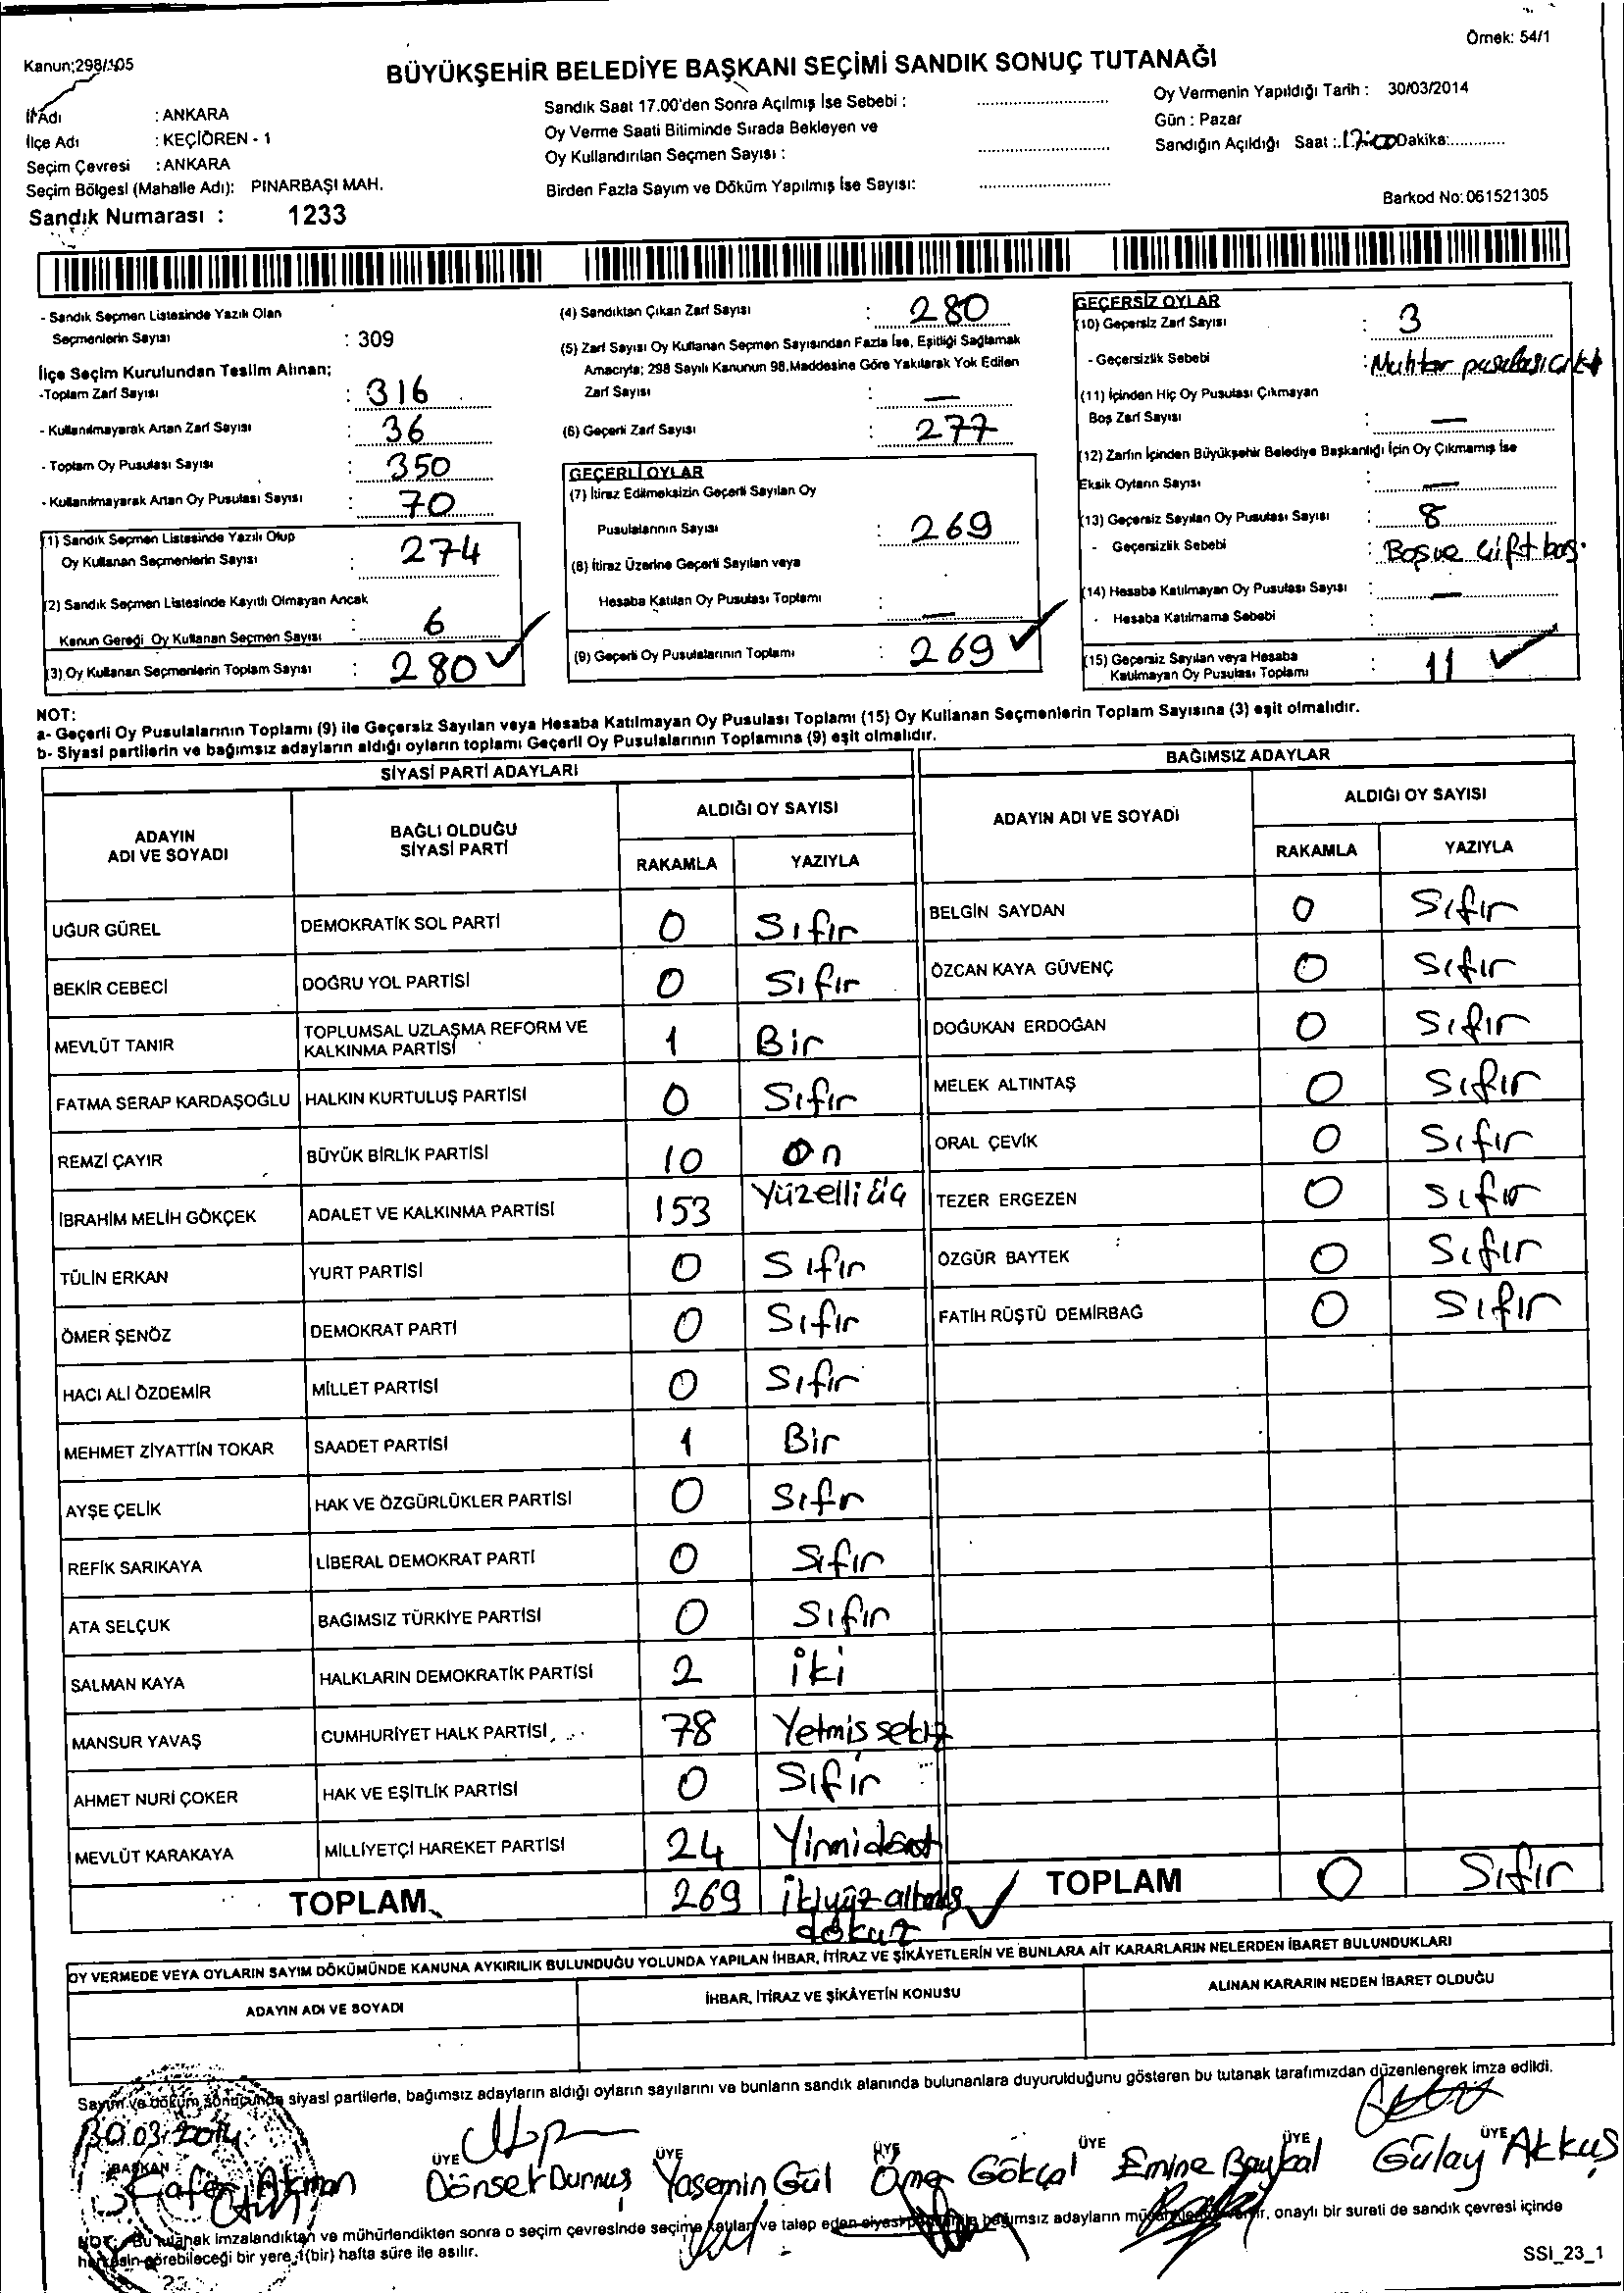 Örnek: 54/1
Kanun;298/105
BÜYÜKŞEHİR BELEDİYE BAŞKANI SEÇİMİ SANDIK SONUÇ TUTANAĞI
İl Adı : ANKARA
İlçe Adı : KEÇİÖREN - 1
Seçim Çevresi : ANKARA
Seçim Bölgesi (Mahalle Adı): PINARBAŞI MAH.
Sandık Numarası : 1233
Sandık Saat 17.00'den Sonra Açılmış İse Sebebi :
Oy Verme Saati Bitiminde Sırada Bekleyen ve
Oy Kullandırılan Seçmen Sayısı :
Birden Fazla Sayım ve Döküm Yapılmış İse Sayısı:
Oy Vermenin Yapıldığı Tarih : 30/03/2014
Gün : Pazar
Sandığın Açıldığı Saat : 17:00 Dakika:
Barkod No: 061521305
- Sandık Seçmen Listesinde Yazılı Olan
Seçmenlerin Sayısı : 309
İlçe Seçim Kurulundan Teslim Alınan;
-Toplam Zarf Sayısı : 316
- Kullanılmayarak Artan Zarf Sayısı : 36
- Toplam Oy Pusulası Sayısı : 350
- Kullanılmayarak Artan Oy Pusulası Sayısı : 70
(1) Sandık Seçmen Listesinde Yazılı Olup
Oy Kullanan Seçmenlerin Sayısı : 274
(2) Sandık Seçmen Listesinde Kayıtlı Olmayan Ancak
Kanun Gereği Oy Kullanan Seçmen Sayısı : 6
(3) Oy Kullanan Seçmenlerin Toplam Sayısı : 280
(4) Sandıktan Çıkan Zarf Sayısı : 280
(5) Zarf Sayısı Oy Kullanan Seçmen Sayısından Fazla İse, Eşitliği Sağlamak
Amacıyla; 298 Sayılı Kanunun 98.Maddesine Göre Yakılarak Yok Edilen
Zarf Sayısı : —
(6) Geçerli Zarf Sayısı : 277
GEÇERLİ OYLAR
(7) İtiraz Edilmeksizin Geçerli Sayılan Oy
Pusulalarının Sayısı : 269
(8) İtiraz Üzerine Geçerli Sayılan veya
Hesaba Katılan Oy Pusulası Toplamı : —
(9) Geçerli Oy Pusulalarının Toplamı : 269
GEÇERSİZ OYLAR
(10) Geçersiz Zarf Sayısı : 3
- Geçersizlik Sebebi : Muhtar pusulası çıktı
(11) İçinden Hiç Oy Pusulası Çıkmayan
Boş Zarf Sayısı : —
(12) Zarfın İçinden Büyükşehir Belediye Başkanlığı İçin Oy Çıkmamış İse
Eksik Oyların Sayısı : —
(13) Geçersiz Sayılan Oy Pusulası Sayısı : 8
- Geçersizlik Sebebi : Boş ve çift baş.
(14) Hesaba Katılmayan Oy Pusulası Sayısı : —
- Hesaba Katılmama Sebebi
(15) Geçersiz Sayılan veya Hesaba
Katılmayan Oy Pusulası Toplamı : 11
NOT:
a- Geçerli Oy Pusulalarının Toplamı (9) ile Geçersiz Sayılan veya Hesaba Katılmayan Oy Pusulası Toplamı (15) Oy Kullanan Seçmenlerin Toplam Sayısına (3) eşit olmalıdır.
b- Siyasi partilerin ve bağımsız adayların aldığı oyların toplamı Geçerli Oy Pusulalarının Toplamına (9) eşit olmalıdır.
SİYASİ PARTİ ADAYLARI
ADAYIN
ADI VE SOYADI
BAĞLI OLDUĞU
SİYASİ PARTİ
ALDIĞI OY SAYISI
RAKAMLA YAZIYLA
UĞUR GÜREL DEMOKRATİK SOL PARTİ 0 Sıfır
BEKİR CEBECİ DOĞRU YOL PARTİSİ 0 Sıfır
MEVLÜT TANIR TOPLUMSAL UZLAŞMA REFORM VE
KALKINMA PARTİSİ 1 Bir
FATMA SERAP KARDAŞOĞLU HALKIN KURTULUŞ PARTİSİ 0 Sıfır
REMZİ ÇAYIR BÜYÜK BİRLİK PARTİSİ 10 On
İBRAHİM MELİH GÖKÇEK ADALET VE KALKINMA PARTİSİ 153 Yüzelli üç
TÜLİN ERKAN YURT PARTİSİ 0 Sıfır
ÖMER ŞENÖZ DEMOKRAT PARTİ 0 Sıfır
HACI ALİ ÖZDEMİR MİLLET PARTİSİ 0 Sıfır
MEHMET ZİYATTİN TOKAR SAADET PARTİSİ 1 Bir
AYŞE ÇELİK HAK VE ÖZGÜRLÜKLER PARTİSİ 0 Sıfır
REFİK SARIKAYA LİBERAL DEMOKRAT PARTİ 0 Sıfır
ATA SELÇUK BAĞIMSIZ TÜRKİYE PARTİSİ 0 Sıfır
SALMAN KAYA HALKLARIN DEMOKRATİK PARTİSİ 2 iki
MANSUR YAVAŞ CUMHURİYET HALK PARTİSİ 78 Yetmiş sekiz
AHMET NURİ ÇOKER HAK VE EŞİTLİK PARTİSİ 0 Sıfır
MEVLÜT KARAKAYA MİLLİYETÇİ HAREKET PARTİSİ 24 Yirmidört
TOPLAM 269 İkiyüz altmış
dokuz
BAĞIMSIZ ADAYLAR
ADAYIN ADI VE SOYADI
ALDIĞI OY SAYISI
RAKAMLA YAZIYLA
BELGİN SAYDAN 0 Sıfır
ÖZCAN KAYA GÜVENÇ 0 Sıfır
DOĞUKAN ERDOĞAN 0 Sıfır
MELEK ALTINTAŞ 0 Sıfır
ORAL ÇEVİK 0 Sıfır
TEZER ERGEZEN 0 Sıfır
ÖZGÜR BAYTEK 0 Sıfır
FATİH RÜŞTÜ DEMİRBAĞ 0 Sıfır
TOPLAM 0 Sıfır
OY VERMEDE VEYA OYLARIN SAYIM DÖKÜMÜNDE KANUNA AYKIRILIK BULUNDUĞU YOLUNDA YAPILAN İHBAR, İTİRAZ VE ŞİKÂYETLERİN VE BUNLARA AİT KARARLARIN NELERDEN İBARET BULUNDUKLARI
ADAYIN ADI VE SOYADI İHBAR, İTİRAZ VE ŞİKÂYETİN KONUSU ALINAN KARARIN NEDEN İBARET OLDUĞU
Sayım ve döküm sonucunda siyasi partilerle, bağımsız adayların aldığı oyların sayılarını ve bunların sandık alanında bulunanlara duyurulduğunu gösteren bu tutanak tarafımızdan düzenlenerek imza edildi.
30.03.2014
BAŞKAN ÜYE ÜYE ÜYE ÜYE ÜYE ÜYE
Akman Dönset Durmuş Yasemin Gül Ömer Gökçal Emine Baykal Gülay Akkuş
NOT: Bu tutanak imzalandıktan ve mühürlendikten sonra o seçim çevresinde seçime katılan ve talep eden siyasi bağımsız adayların onaylı bir sureti de sandık çevresi içinde
herkesin görebileceği bir yere 1(bir) hafta süre ile asılır.
SSI_23_1